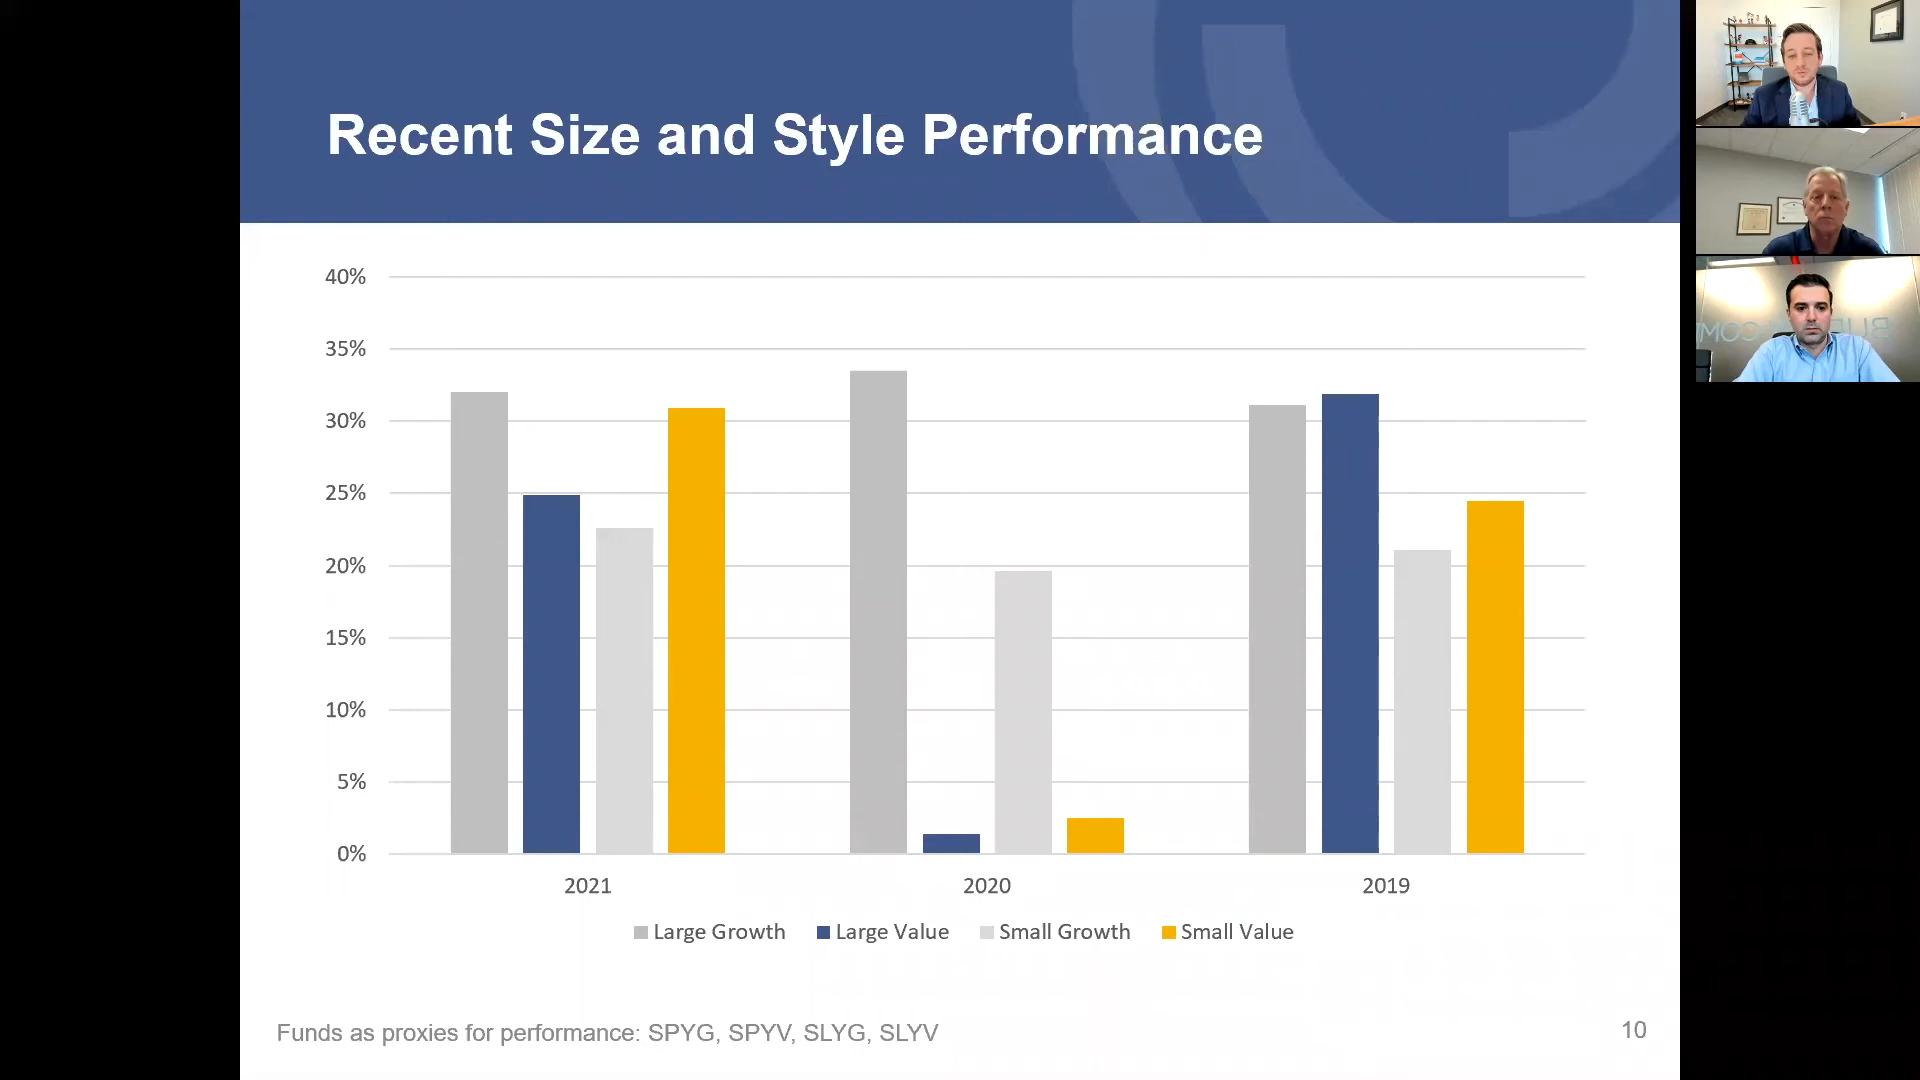 Recent Size and Style Performance
40%
35%
30%
25%
20%
15%
10%
5%
0%
2021 2020 2019
Large Growth Large Value Small Growth Small Value
Funds as proxies for performance: SPYG, SPYV, SLYG, SLYV
10